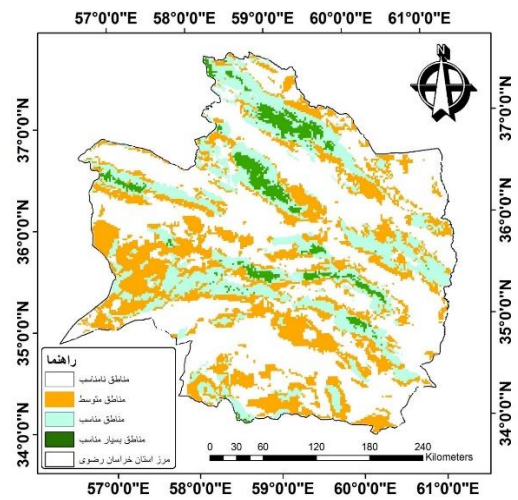 57°0'0"E 58°0'0"E 59°0'0"E 60°0'0"E 61°0'0"E
N
37°0'0"N 37°0'0"N
36°0'0"N 36°0'0"N
35°0'0"N 35°0'0"N
34°0'0"N 34°0'0"N
راهنما
مناطق نامناسب
مناطق متوسط
مناطق مناسب
مناطق بسیار مناسب
مرز استان خراسان رضوی
0 30 60 120 180 240
Kilometers
57°0'0"E 58°0'0"E 59°0'0"E 60°0'0"E 61°0'0"E